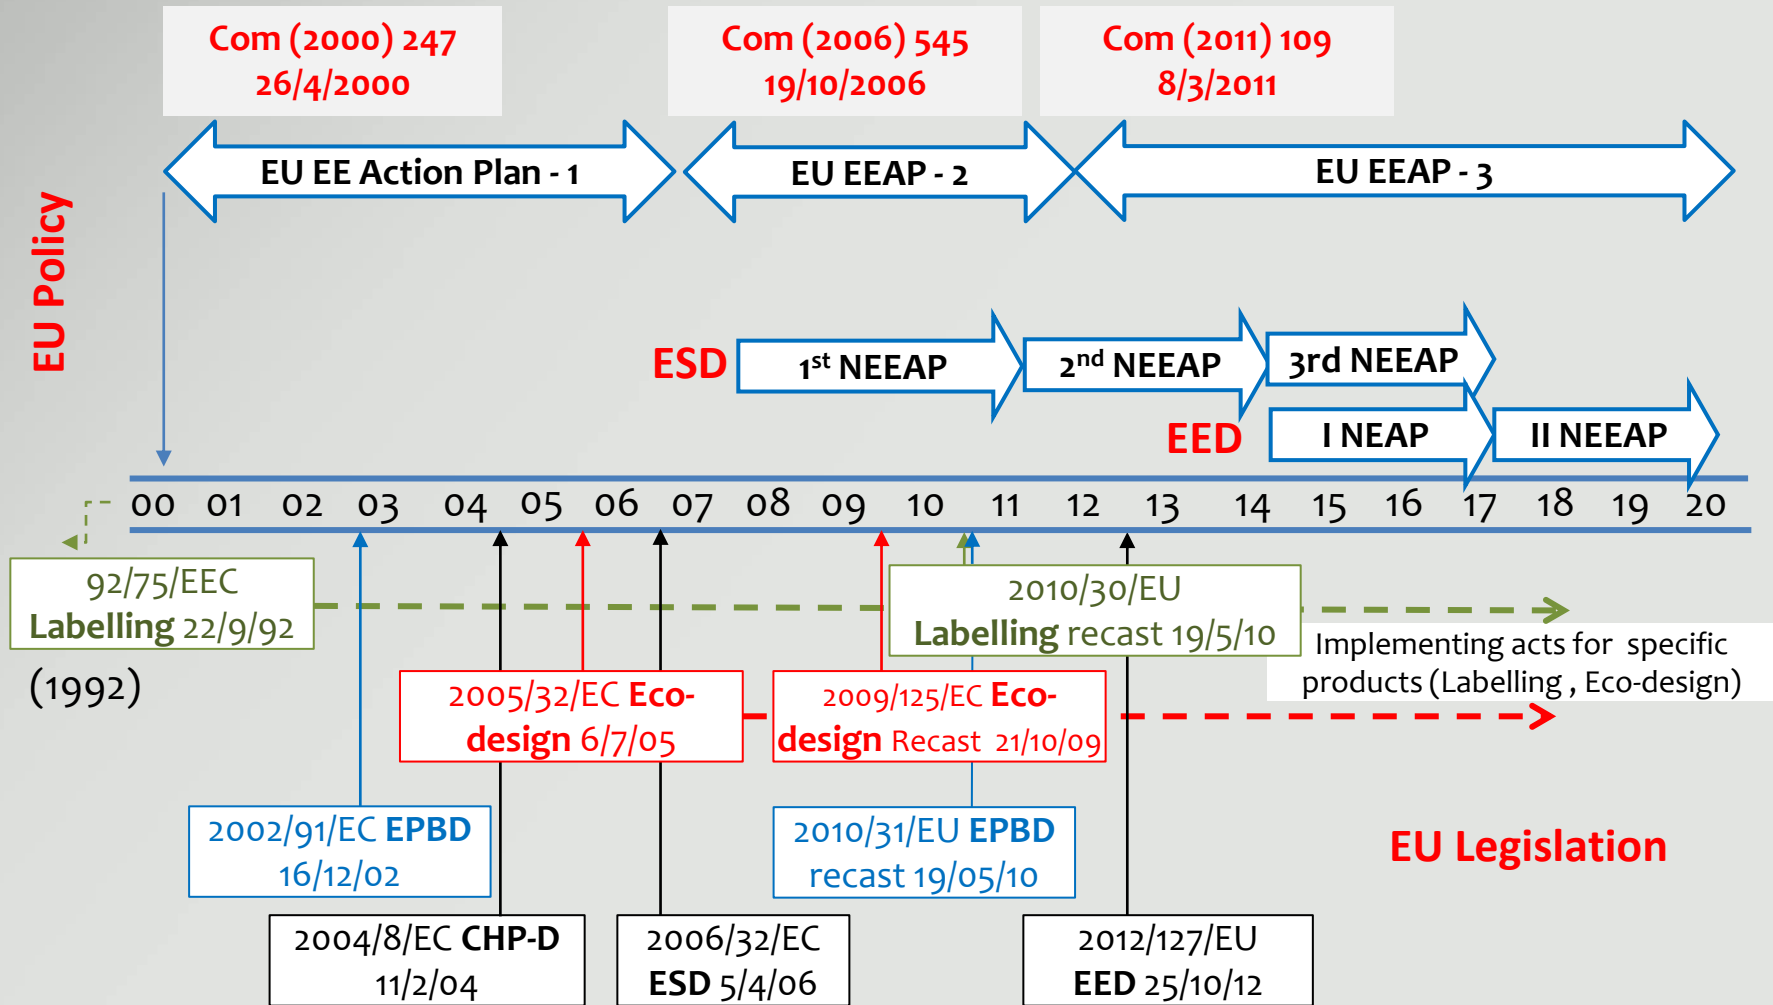 Com (2000) 247
26/4/2000
Com (2006) 545
19/10/2006
Com (2011) 109
8/3/2011
EU EE Action Plan - 1
EU EEAP - 2
EU EEAP - 3
EU Policy
ESD
1st NEEAP
2nd NEEAP
3rd NEEAP
EED
I NEAP
II NEEAP
00 01 02 03 04 05 06 07 08 09 10 11 12 13 14 15 16 17 18 19 20
92/75/EEC
Labelling 22/9/92
(1992)
2010/30/EU
Labelling recast 19/5/10
Implementing acts for specific
products (Labelling , Eco-design)
2005/32/EC Eco-
design 6/7/05
2009/125/EC Eco-
design Recast 21/10/09
2002/91/EC EPBD
16/12/02
2010/31/EU EPBD
recast 19/05/10
EU Legislation
2004/8/EC CHP-D
11/2/04
2006/32/EC
ESD 5/4/06
2012/127/EU
EED 25/10/12